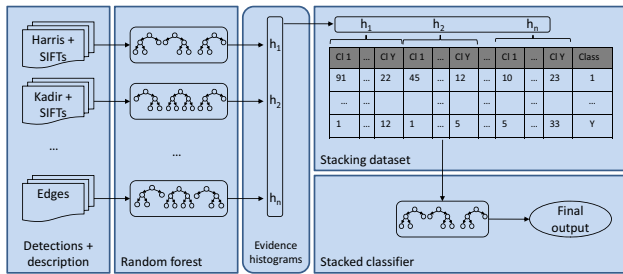 Harris +
SIFTs
Kadir +
SIFTs
...
Edges
Detections +
description
...
Random forest
h1
h2
hn
Evidence
histograms
h1 h2 hn
Cl 1 ... Cl Y Cl 1 ... Cl Y ... Cl 1 ... Cl Y Class
91 ... 22 45 ... 12 ... 10 ... 23 1
... ... ... ... ... ...
1 ... 12 1 ... 5 ... 5 ... 33 Y
Stacking dataset
Final
output
Stacked classifier